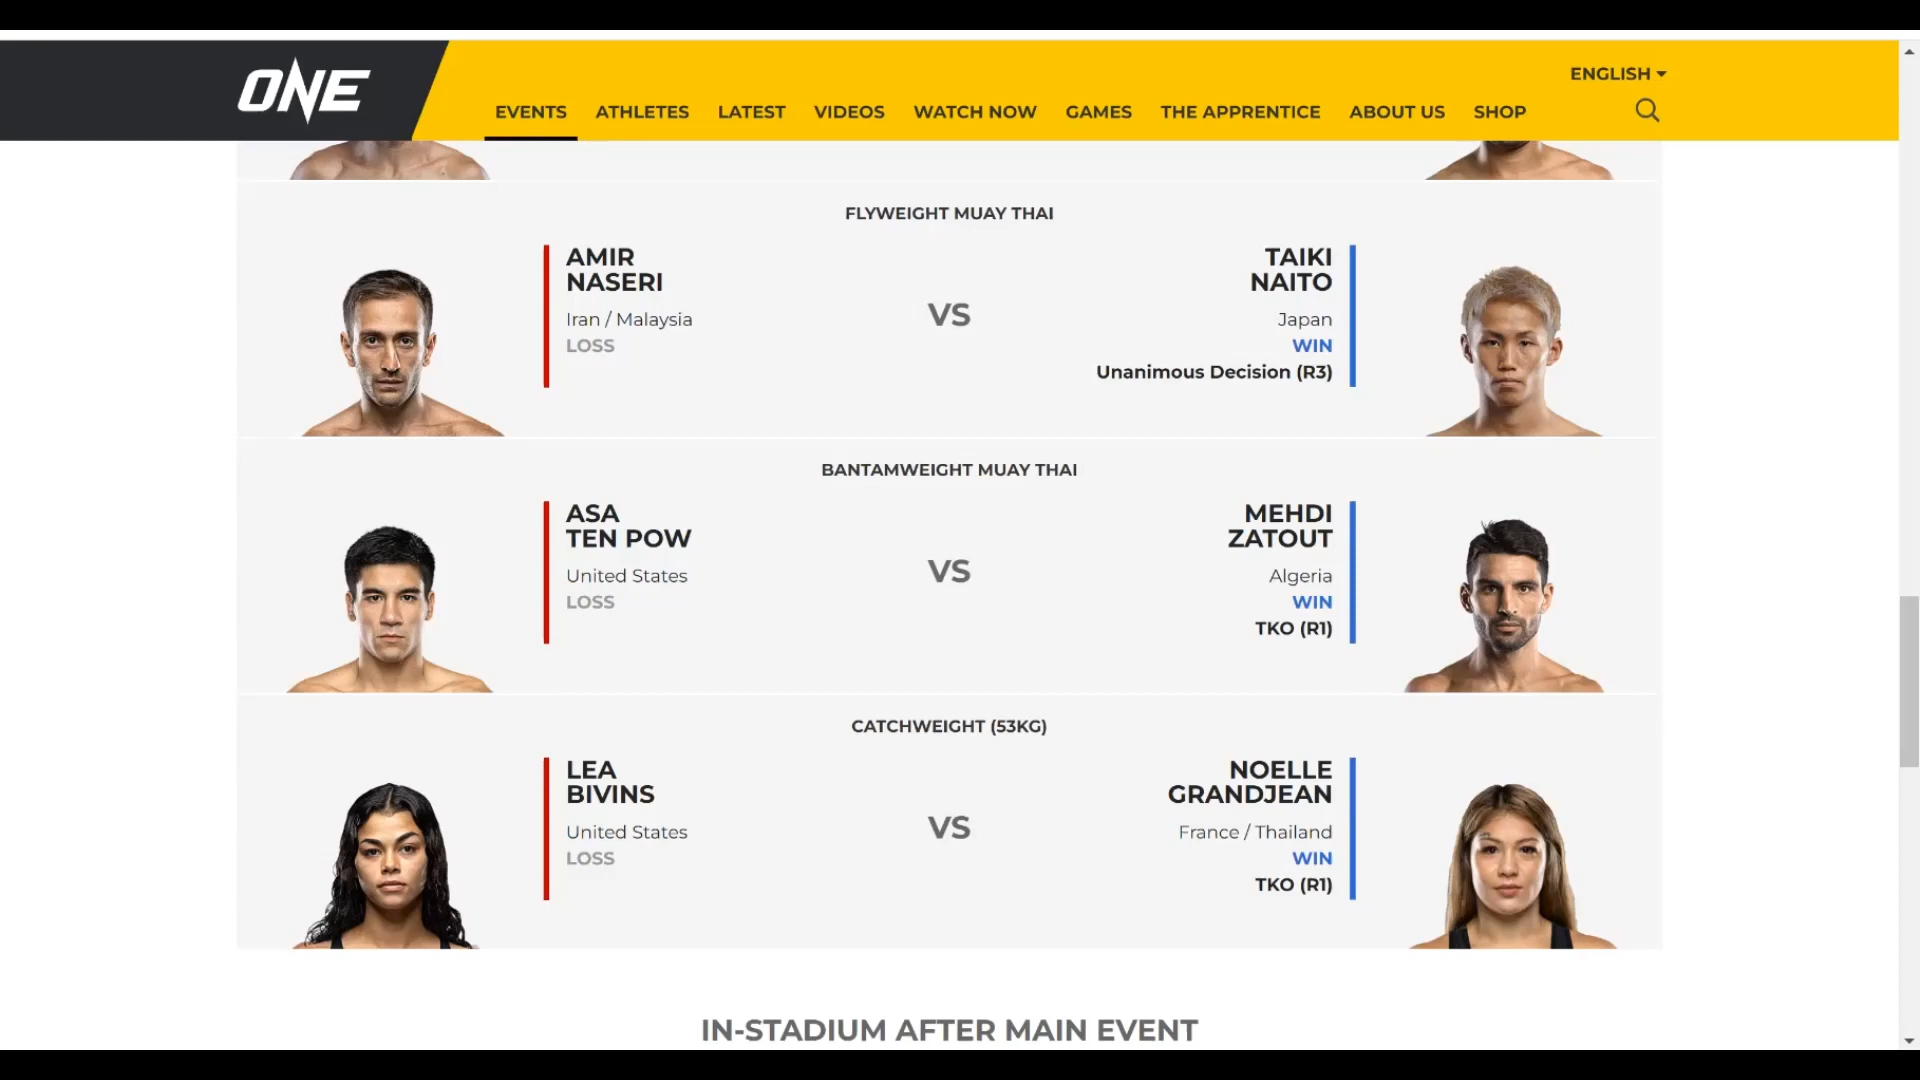 ONE
ENGLISH
EVENTS ATHLETES LATEST VIDEOS WATCH NOW GAMES THE APPRENTICE ABOUT US SHOP
FLYWEIGHT MUAY THAI
AMIR
NASERI
Iran / Malaysia
LOSS
VS
TAIKI
NAITO
Japan
WIN
Unanimous Decision (R3)
BANTAMWEIGHT MUAY THAI
ASA
TEN POW
United States
LOSS
VS
MEHDI
ZATOUT
Algeria
WIN
TKO (R1)
CATCHWEIGHT (53KG)
LEA
BIVINS
United States
LOSS
VS
NOELLE
GRANDJEAN
France / Thailand
WIN
TKO (R1)
IN-STADIUM AFTER MAIN EVENT